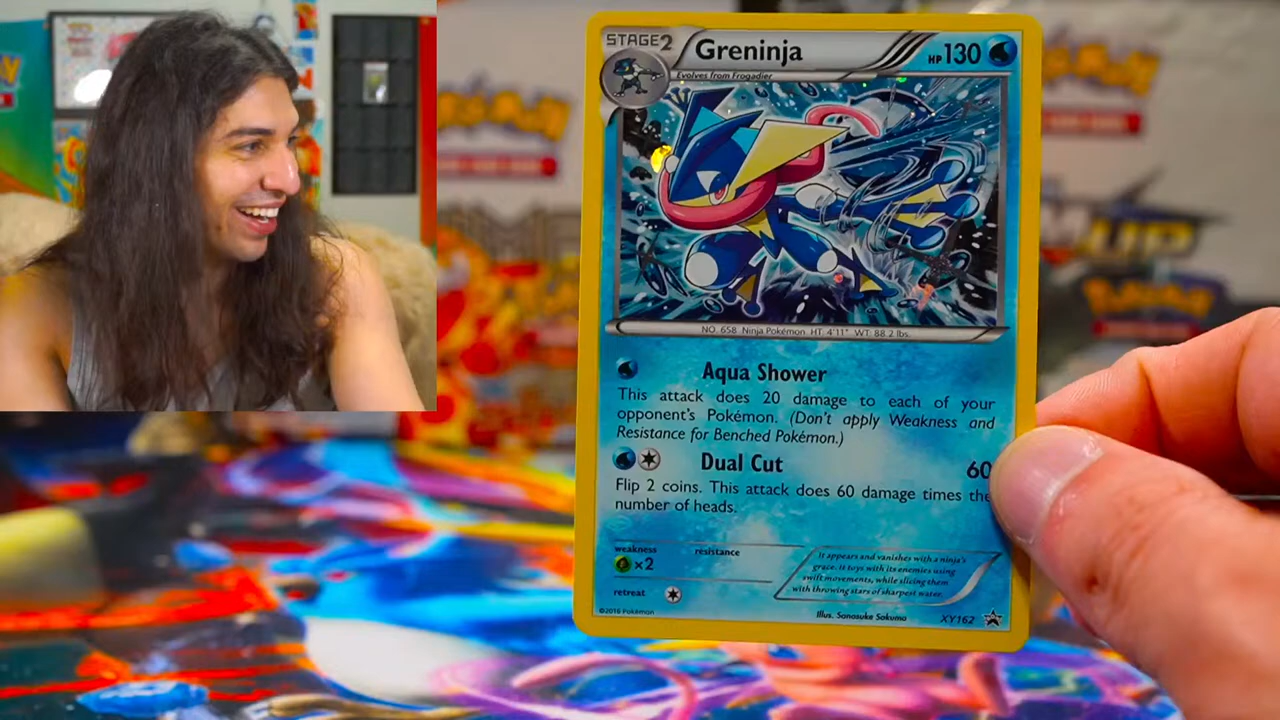 STAGE2
Greninja
HP130
Evolves from Frogadier
NO. 658 Ninja Pokémon HT: 4'11" WT: 88.2 lbs.
Aqua Shower
This attack does 20 damage to each of your
opponent's Pokémon. (Don't apply Weakness and
Resistance for Benched Pokémon.)
Dual Cut 60
Flip 2 coins. This attack does 60 damage times the
number of heads.
weakness resistance
×2
retreat
It appears and vanishes with a ninja's
grace. It toys with its enemies using
swift movements, while slicing them
with throwing stars of sharpest water.
©2016 Pokémon
Illus. Sanosuke Sakuma
XY162
Pokémon
Pokémon
Pokémon